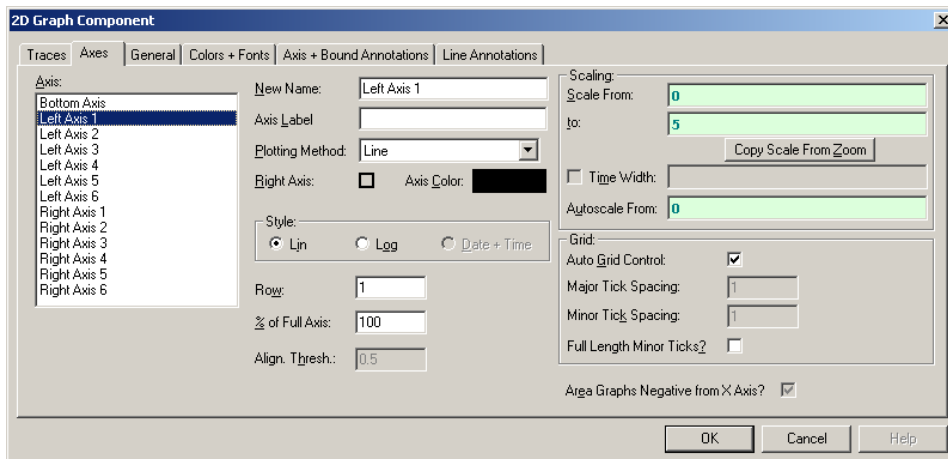 2D Graph Component
Traces Axes General Colors + Fonts Axis + Bound Annotations Line Annotations
Axis:
Bottom Axis
Left Axis 1
Left Axis 2
Left Axis 3
Left Axis 4
Left Axis 5
Left Axis 6
Right Axis 1
Right Axis 2
Right Axis 3
Right Axis 4
Right Axis 5
Right Axis 6
New Name: Left Axis 1
Axis Label
Plotting Method: Line
Right Axis: Axis Color:
Style:
Lin Log Date + Time
Row: 1
% of Full Axis: 100
Align. Thresh.: 0.5
Scaling:
Scale From: 0
to: 5
Copy Scale From Zoom
Time Width:
Autoscale From: 0
Grid:
Auto Grid Control:
Major Tick Spacing: 1
Minor Tick Spacing: 1
Full Length Minor Ticks?
Area Graphs Negative from X Axis?
OK Cancel Help